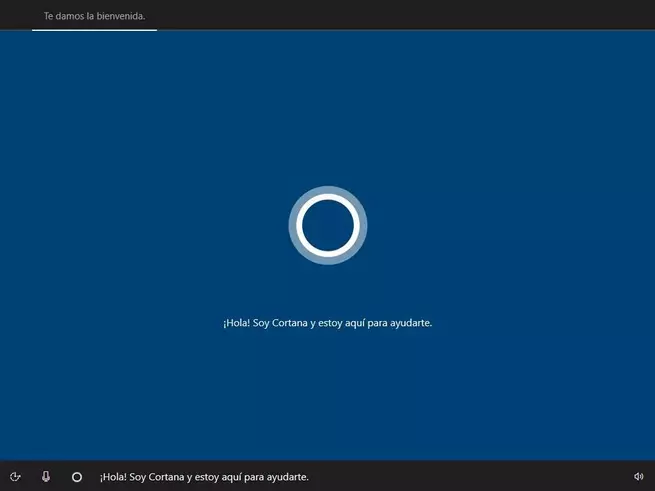 Te damos la bienvenida.
¡Hola! Soy Cortana y estoy aquí para ayudarte.
¡Hola! Soy Cortana y estoy aquí para ayudarte.